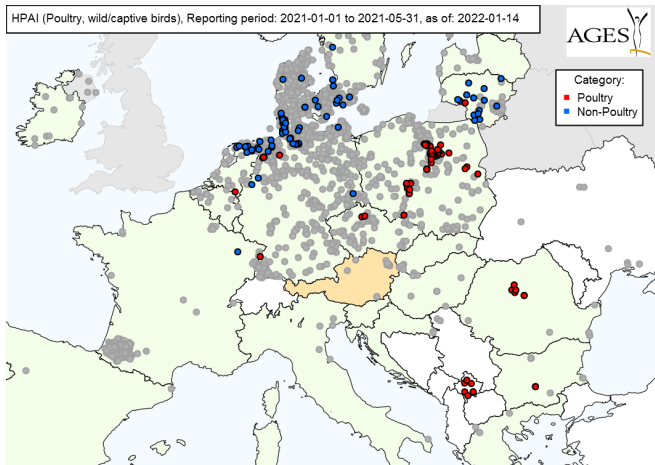 HPAI (Poultry, wild/captive birds), Reporting period: 2021-01-01 to 2021-05-31, as of: 2022-01-14
AGES
Category:
Poultry
Non-Poultry